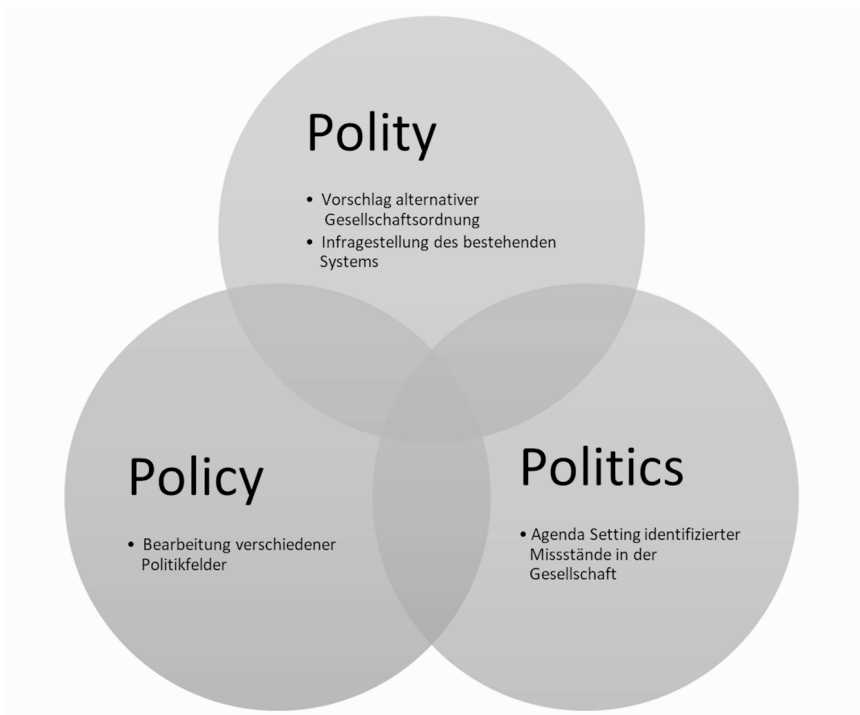 Polity
• Vorschlag alternativer
Gesellschaftsordnung
• Infragestellung des bestehenden
Systems
Policy
• Bearbeitung verschiedener
Politikfelder
Politics
• Agenda Setting identifizierter
Missstände in der
Gesellschaft